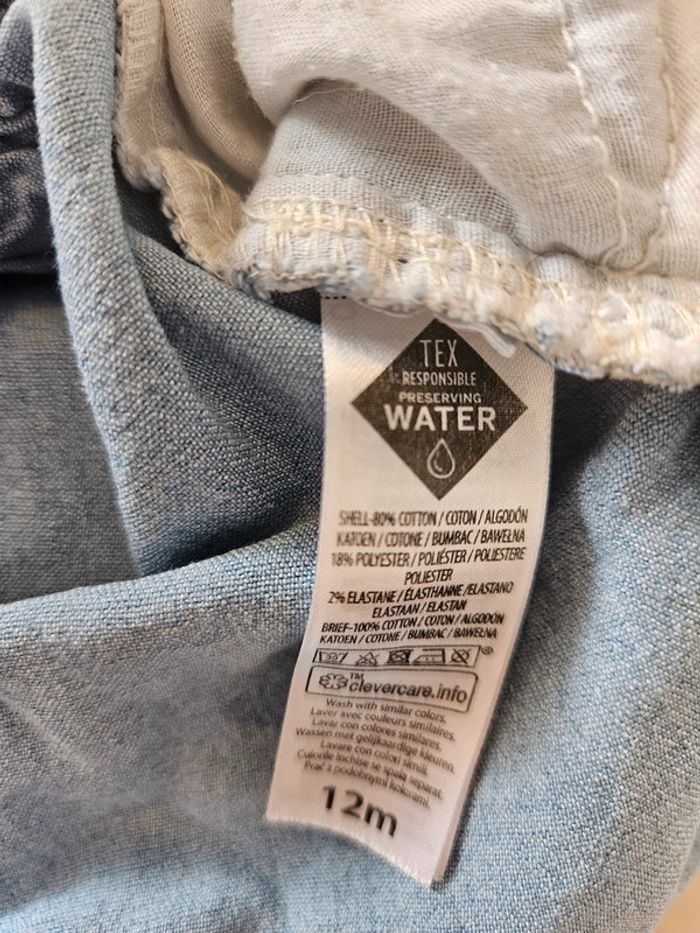 TEX
RESPONSIBLE
PRESERVING
WATER
SHELL-80% COTTON / COTON / ALGODÓN
KATOEN / COTONE / BUMBAC / BAWEŁNA
18% POLYESTER / POLIÉSTER / POLIESTERE
POLIESTER
2% ELASTANE / ÉLASTHANNE / ELASTANO
ELASTAAN / ELASTAN
BRIEF-100% COTTON / COTON / ALGODÓN
KATOEN / COTONE / BUMBAC / BAWEŁNA
®
™
clevercare.info
Wash with similar colors.
Laver avec couleurs similaires.
Lavar con colores similares.
Wassen met gelijkaardige kleuren.
Lavare con colori simili.
Culorile inchise se spala separat.
Prać z podobnymi kolorami.
12m